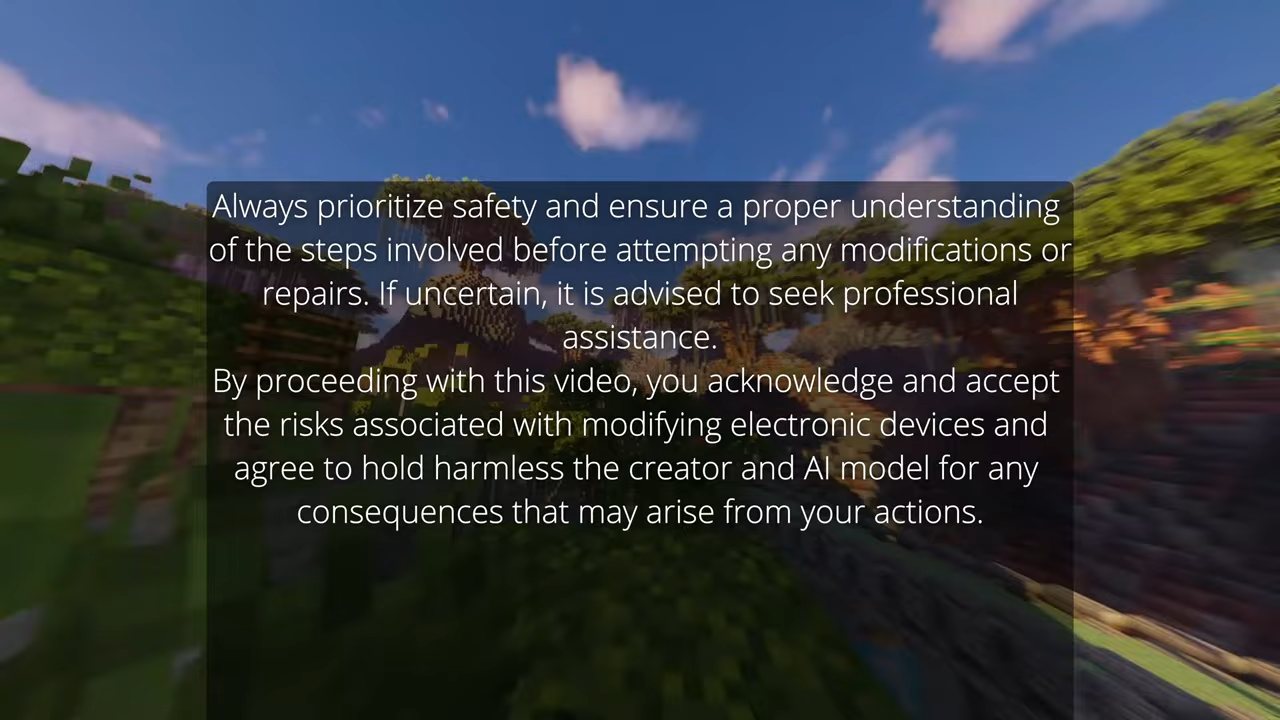 Always prioritize safety and ensure a proper understanding
of the steps involved before attempting any modifications or
repairs. If uncertain, it is advised to seek professional
assistance.
By proceeding with this video, you acknowledge and accept
the risks associated with modifying electronic devices and
agree to hold harmless the creator and AI model for any
consequences that may arise from your actions.